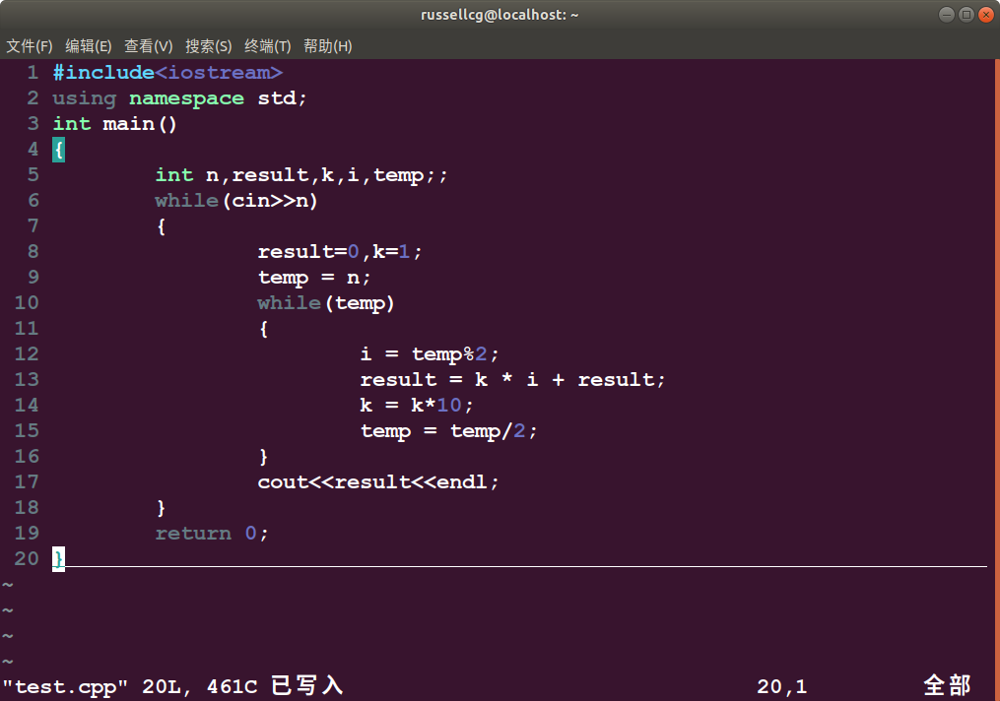 russellcg@localhost: ~
文件(F) 编辑(E) 查看(V) 搜索(S) 终端(T) 帮助(H)
1 #include<iostream>
2 using namespace std;
3 int main()
4 {
5 int n,result,k,i,temp;;
6 while(cin>>n)
7 {
8 result=0,k=1;
9 temp = n;
10 while(temp)
11 {
12 i = temp%2;
13 result = k * i + result;
14 k = k*10;
15 temp = temp/2;
16 }
17 cout<<result<<endl;
18 }
19 return 0;
20 }
~
~
~
~
"test.cpp" 20L, 461C 已写入 20,1 全部